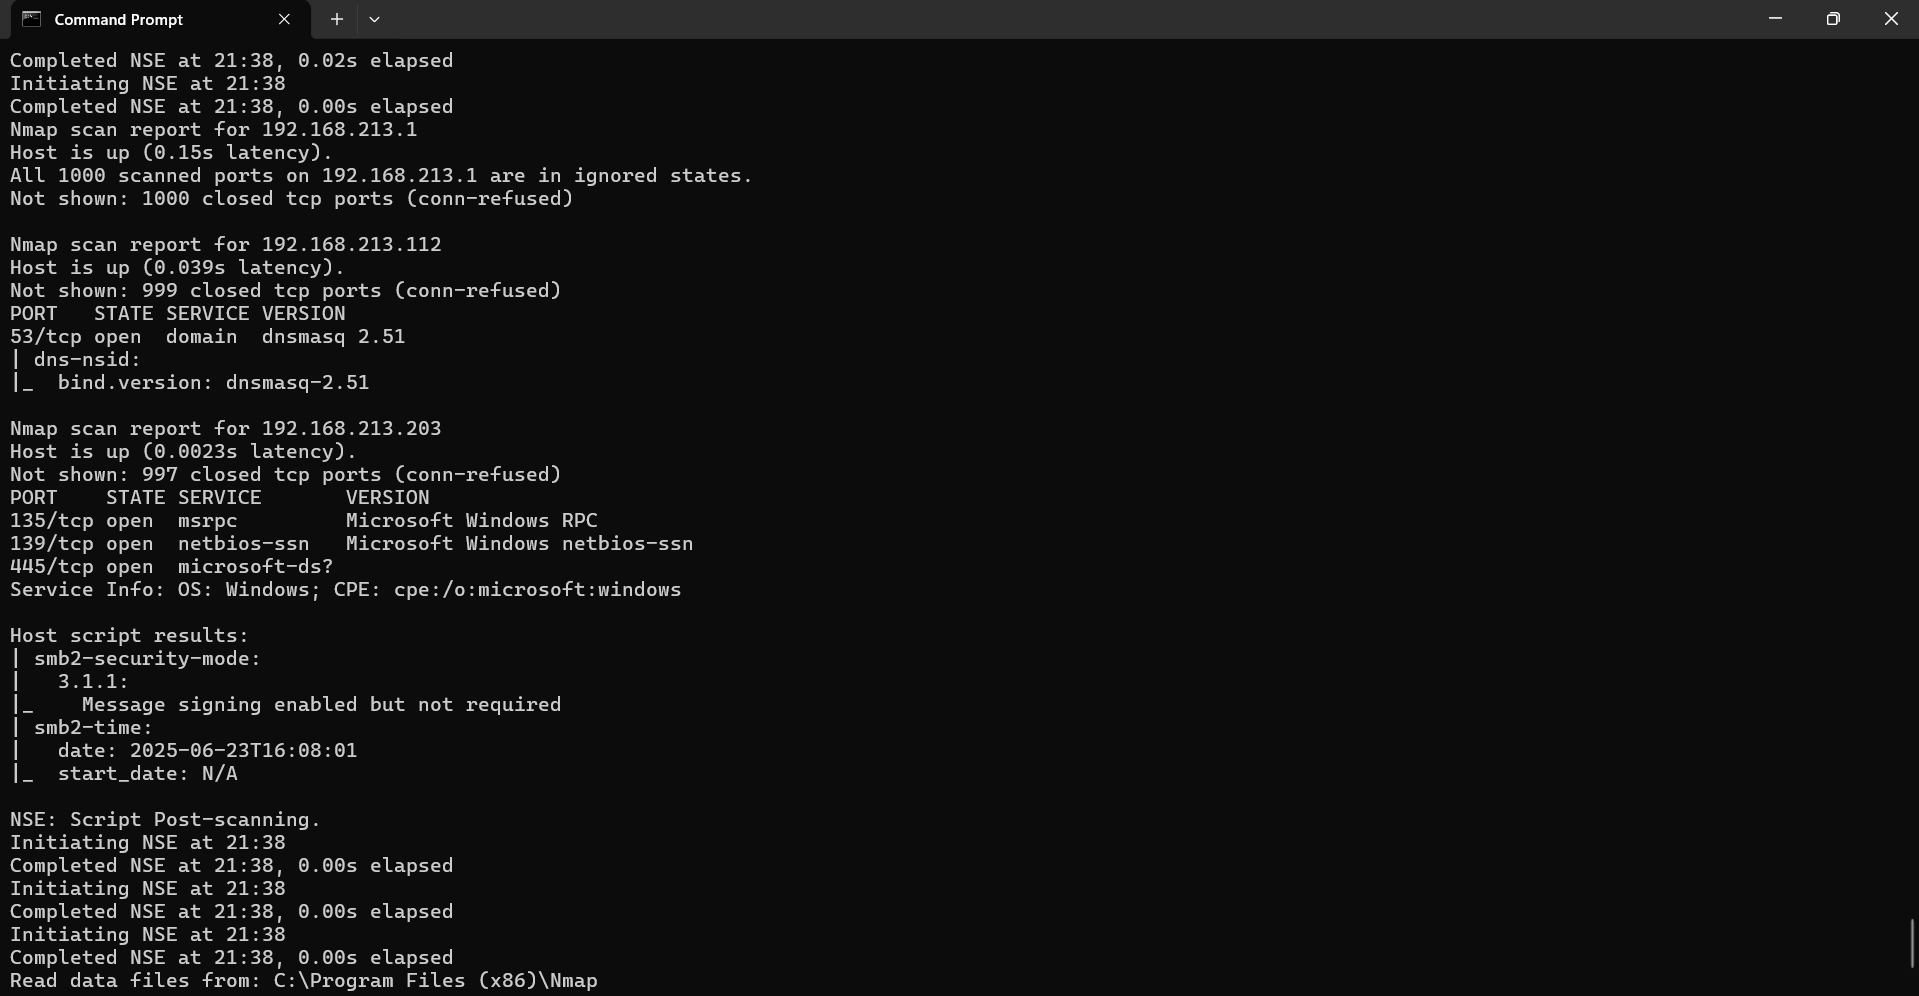 Command Prompt
Completed NSE at 21:38, 0.02s elapsed
Initiating NSE at 21:38
Completed NSE at 21:38, 0.00s elapsed
Nmap scan report for 192.168.213.1
Host is up (0.15s latency).
All 1000 scanned ports on 192.168.213.1 are in ignored states.
Not shown: 1000 closed tcp ports (conn-refused)

Nmap scan report for 192.168.213.112
Host is up (0.039s latency).
Not shown: 999 closed tcp ports (conn-refused)
PORT   STATE SERVICE VERSION
53/tcp open  domain  dnsmasq 2.51
| dns-nsid:
|_  bind.version: dnsmasq-2.51

Nmap scan report for 192.168.213.203
Host is up (0.0023s latency).
Not shown: 997 closed tcp ports (conn-refused)
PORT    STATE SERVICE       VERSION
135/tcp open  msrpc         Microsoft Windows RPC
139/tcp open  netbios-ssn   Microsoft Windows netbios-ssn
445/tcp open  microsoft-ds?
Service Info: OS: Windows; CPE: cpe:/o:microsoft:windows

Host script results:
| smb2-security-mode:
|   3.1.1:
|_    Message signing enabled but not required
| smb2-time:
|   date: 2025-06-23T16:08:01
|_  start_date: N/A

NSE: Script Post-scanning.
Initiating NSE at 21:38
Completed NSE at 21:38, 0.00s elapsed
Initiating NSE at 21:38
Completed NSE at 21:38, 0.00s elapsed
Initiating NSE at 21:38
Completed NSE at 21:38, 0.00s elapsed
Read data files from: C:\Program Files (x86)\Nmap